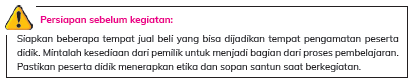 Persiapan sebelum kegiatan:
Siapkan beberapa tempat jual beli yang bisa dijadikan tempat pengamatan peserta
didik. Mintalah kesediaan dari pemilik untuk menjadi bagian dari proses pembelajaran.
Pastikan peserta didik menerapkan etika dan sopan santun saat berkegiatan.